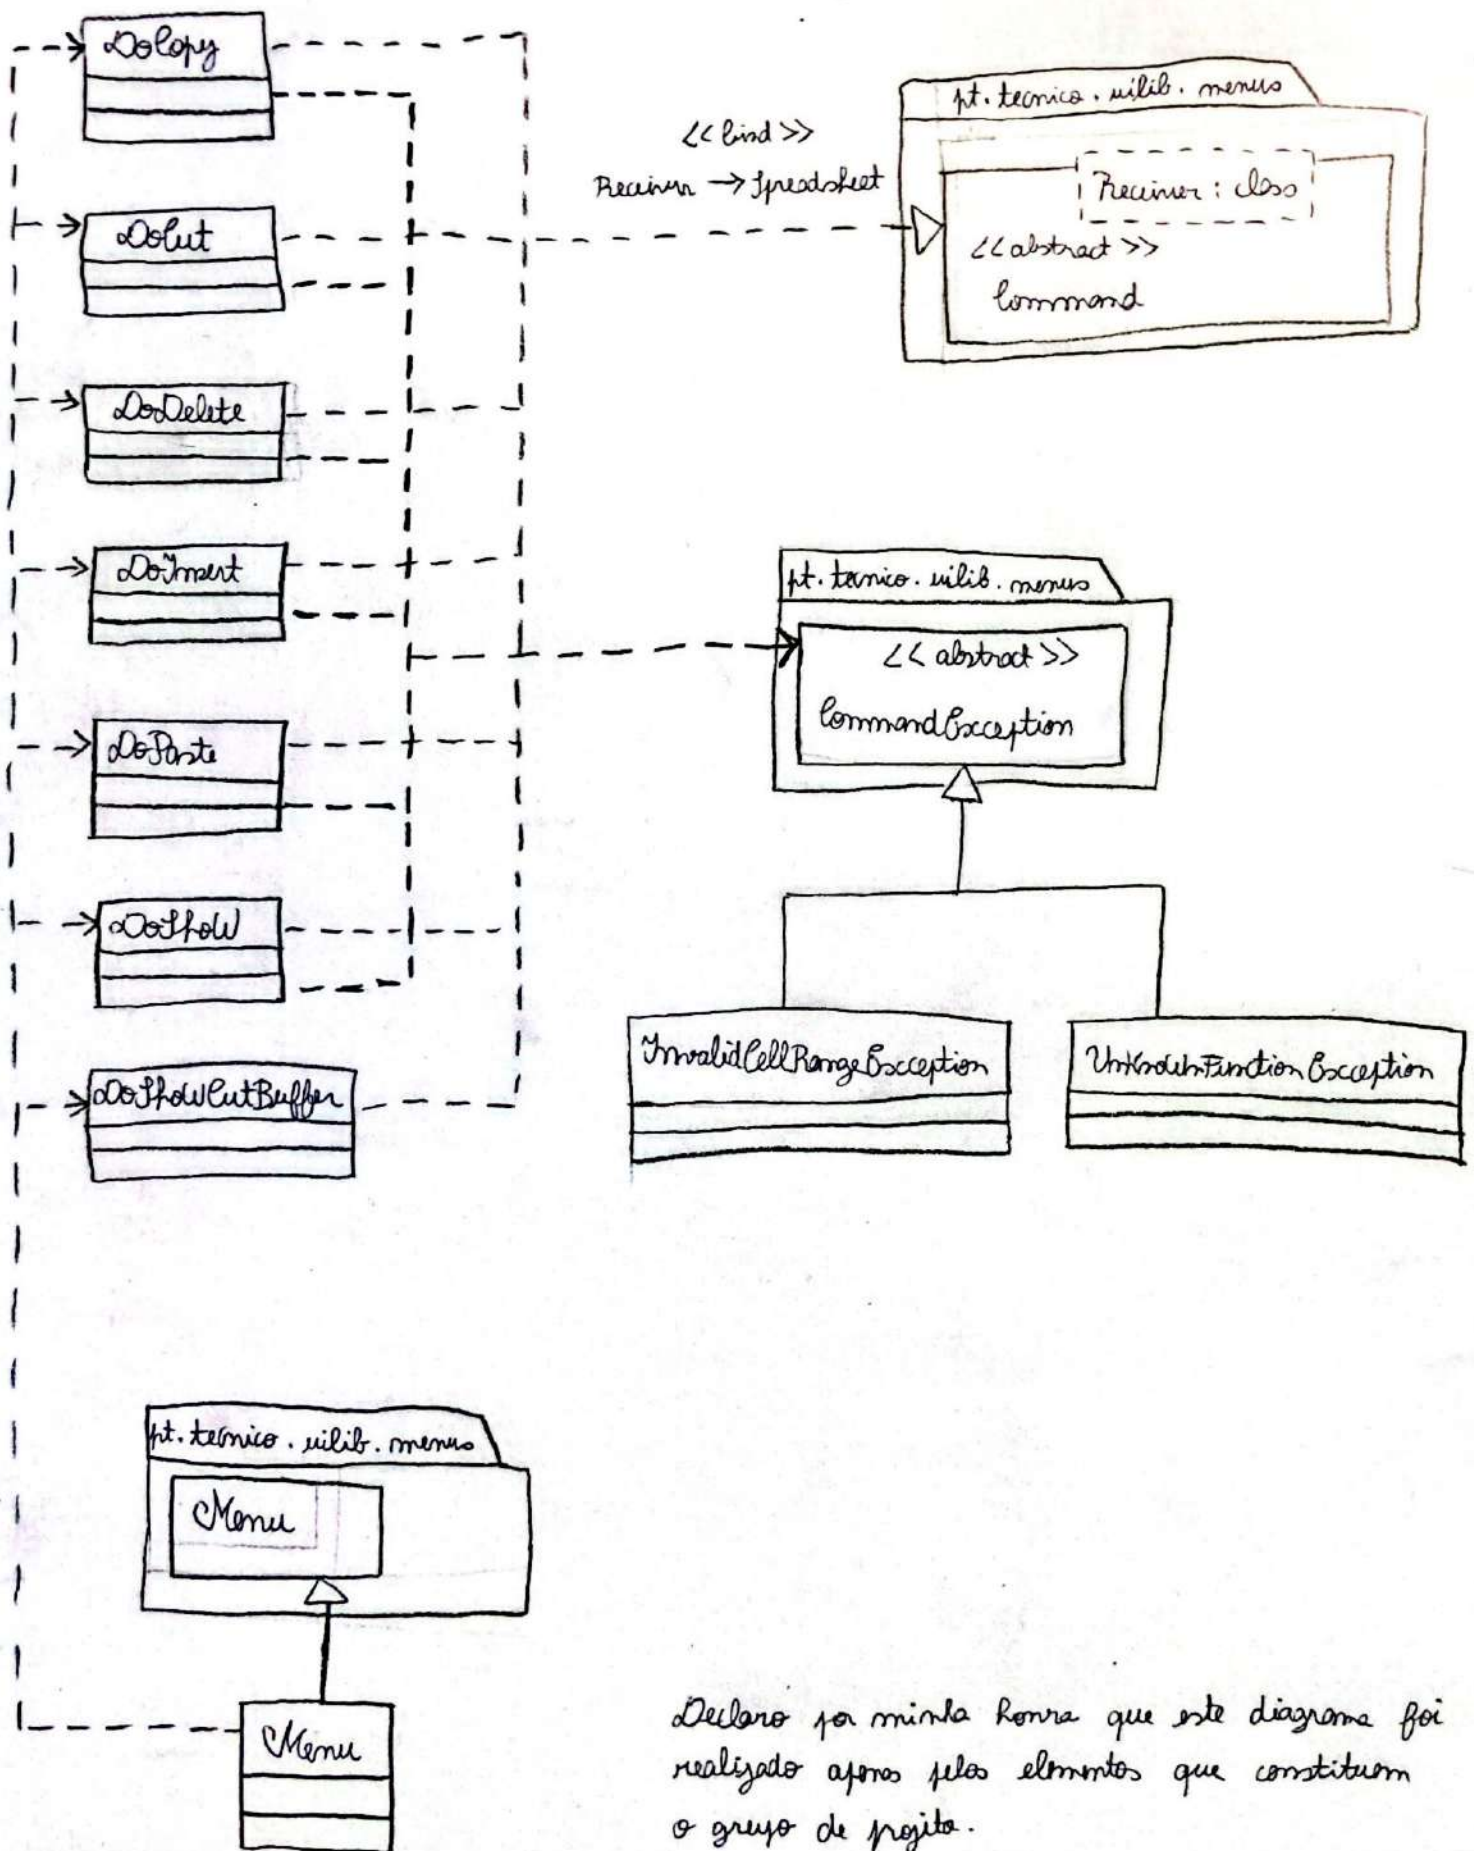 DoCopy
DoCut
DoDelete
DoInsert
DoPaste
DoShow
DoShowCutBuffer
<<bind>>
Receiver → Spreadsheet
pt.tecnico.uilib.menus
Receiver : class
<<abstract>>
Command
pt.tecnico.uilib.menus
<<abstract>>
CommandException
InvalidCellRangeException
UnknownFunctionException
pt.tecnico.uilib.menus
Menu
Menu
Declaro por minha honra que este diagrama foi
realizado apenas pelos elementos que constituem
o grupo de projeto.